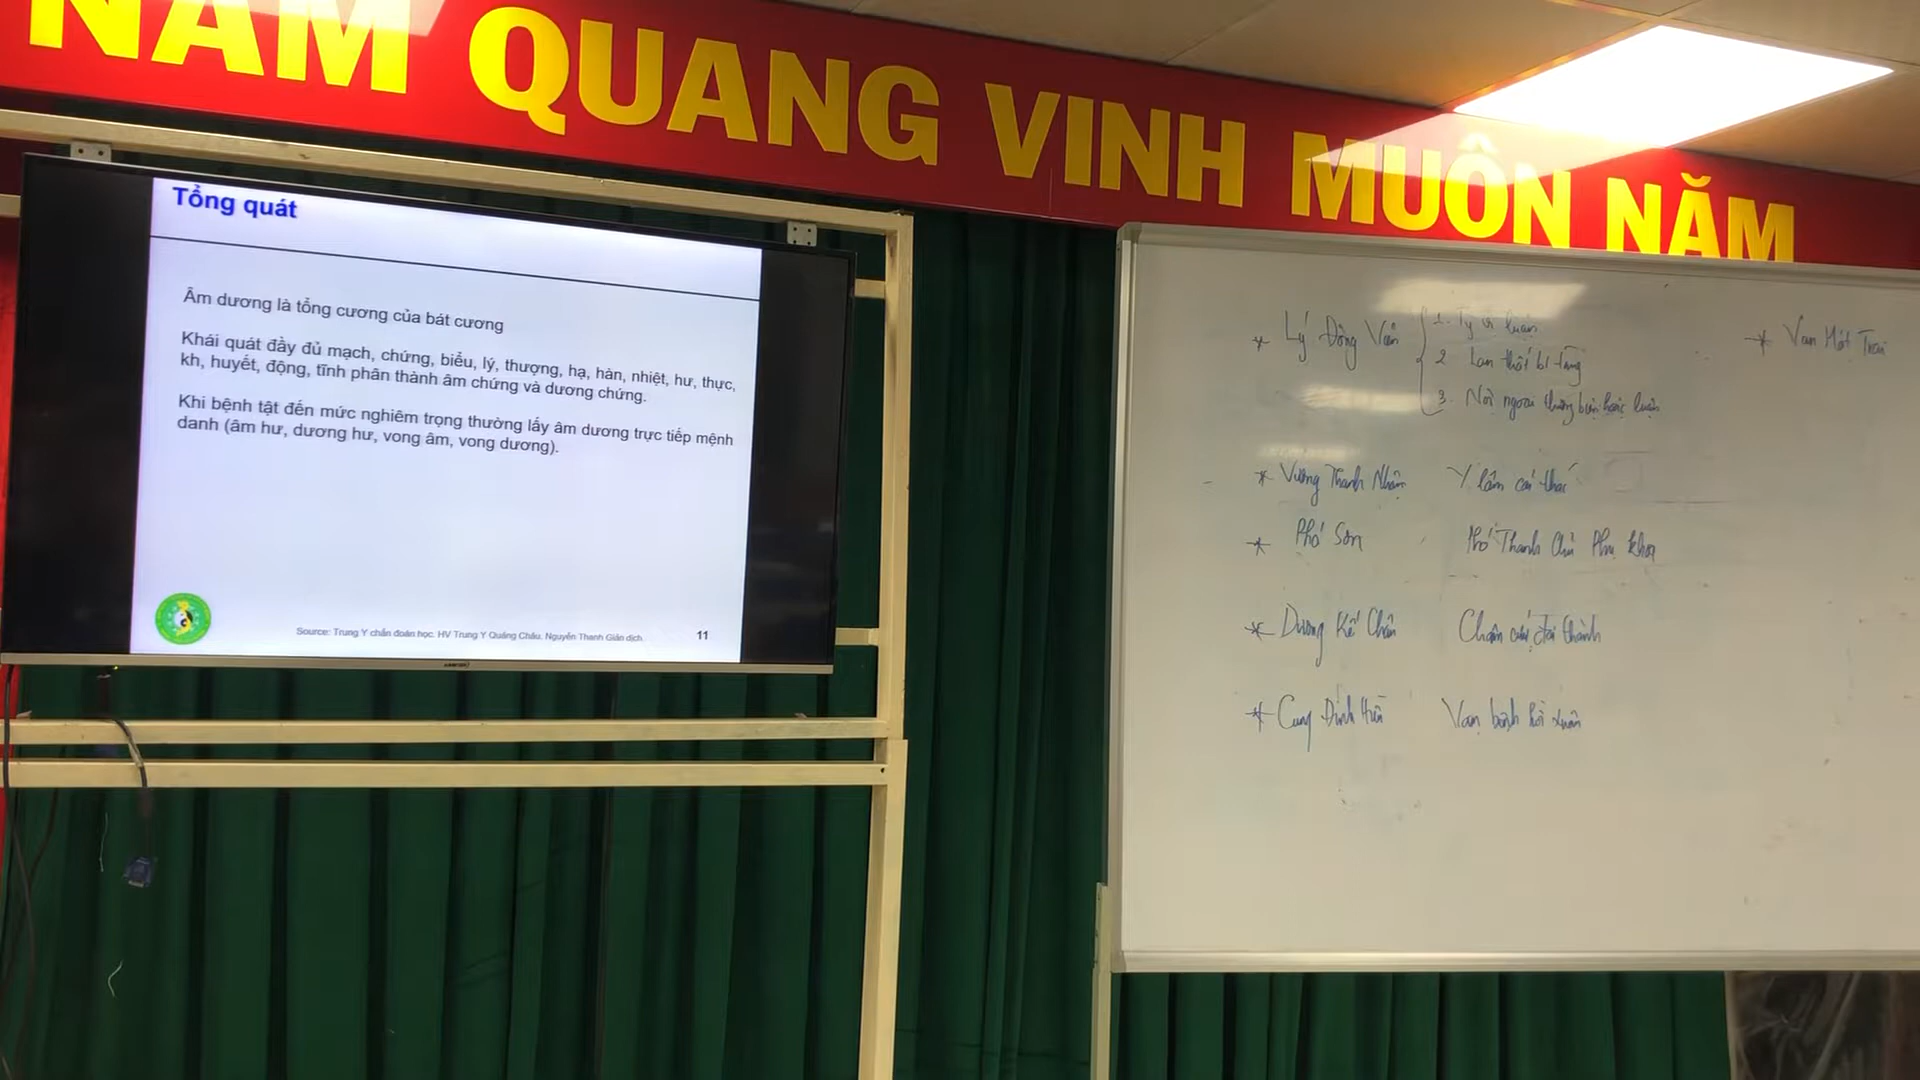 NAM QUANG VINH MUÔN NĂM
Tổng quát
Âm dương là tổng cương của bát cương
Khái quát đầy đủ mạch, chứng, biểu, lý, thượng, hạ, hàn, nhiệt, hư, thực,
kh, huyết, động, tĩnh phân thành âm chứng và dương chứng.
Khi bệnh tật đến mức nghiêm trọng thường lấy âm dương trực tiếp mệnh
danh (âm hư, dương hư, vong âm, vong dương).
Source: Trung Y chẩn đoán học. HV Trung Y Quảng Châu. Nguyễn Thanh Giản dịch.
11
* Lý Đông Viên
1. Tỳ vị luận
2 Lan thất bí tàng
3. Nội ngoại thương biện hoặc luận
* Vương Thanh Nhậm Y lâm cải thác
* Phó Sơn Phó Thanh Chủ Phụ khoa
* Dương Kế Châu Châm cứu đại thành
* Cung Đình Hiền Vạn bệnh hồi xuân
* Vạn Mật Trai